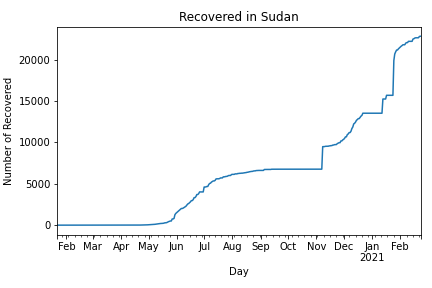 Recovered in Sudan
Number of Recovered
20000
15000
10000
5000
0
Feb Mar Apr May Jun Jul Aug Sep Oct Nov Dec Jan Feb
2021
Day